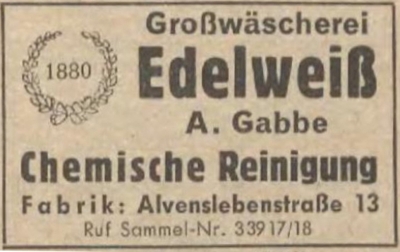 Großwäscherei
1880
Edelweiß
A. Gabbe
Chemische Reinigung
Fabrik: Alvenslebenstraße 13
Ruf Sammel-Nr. 33917/18